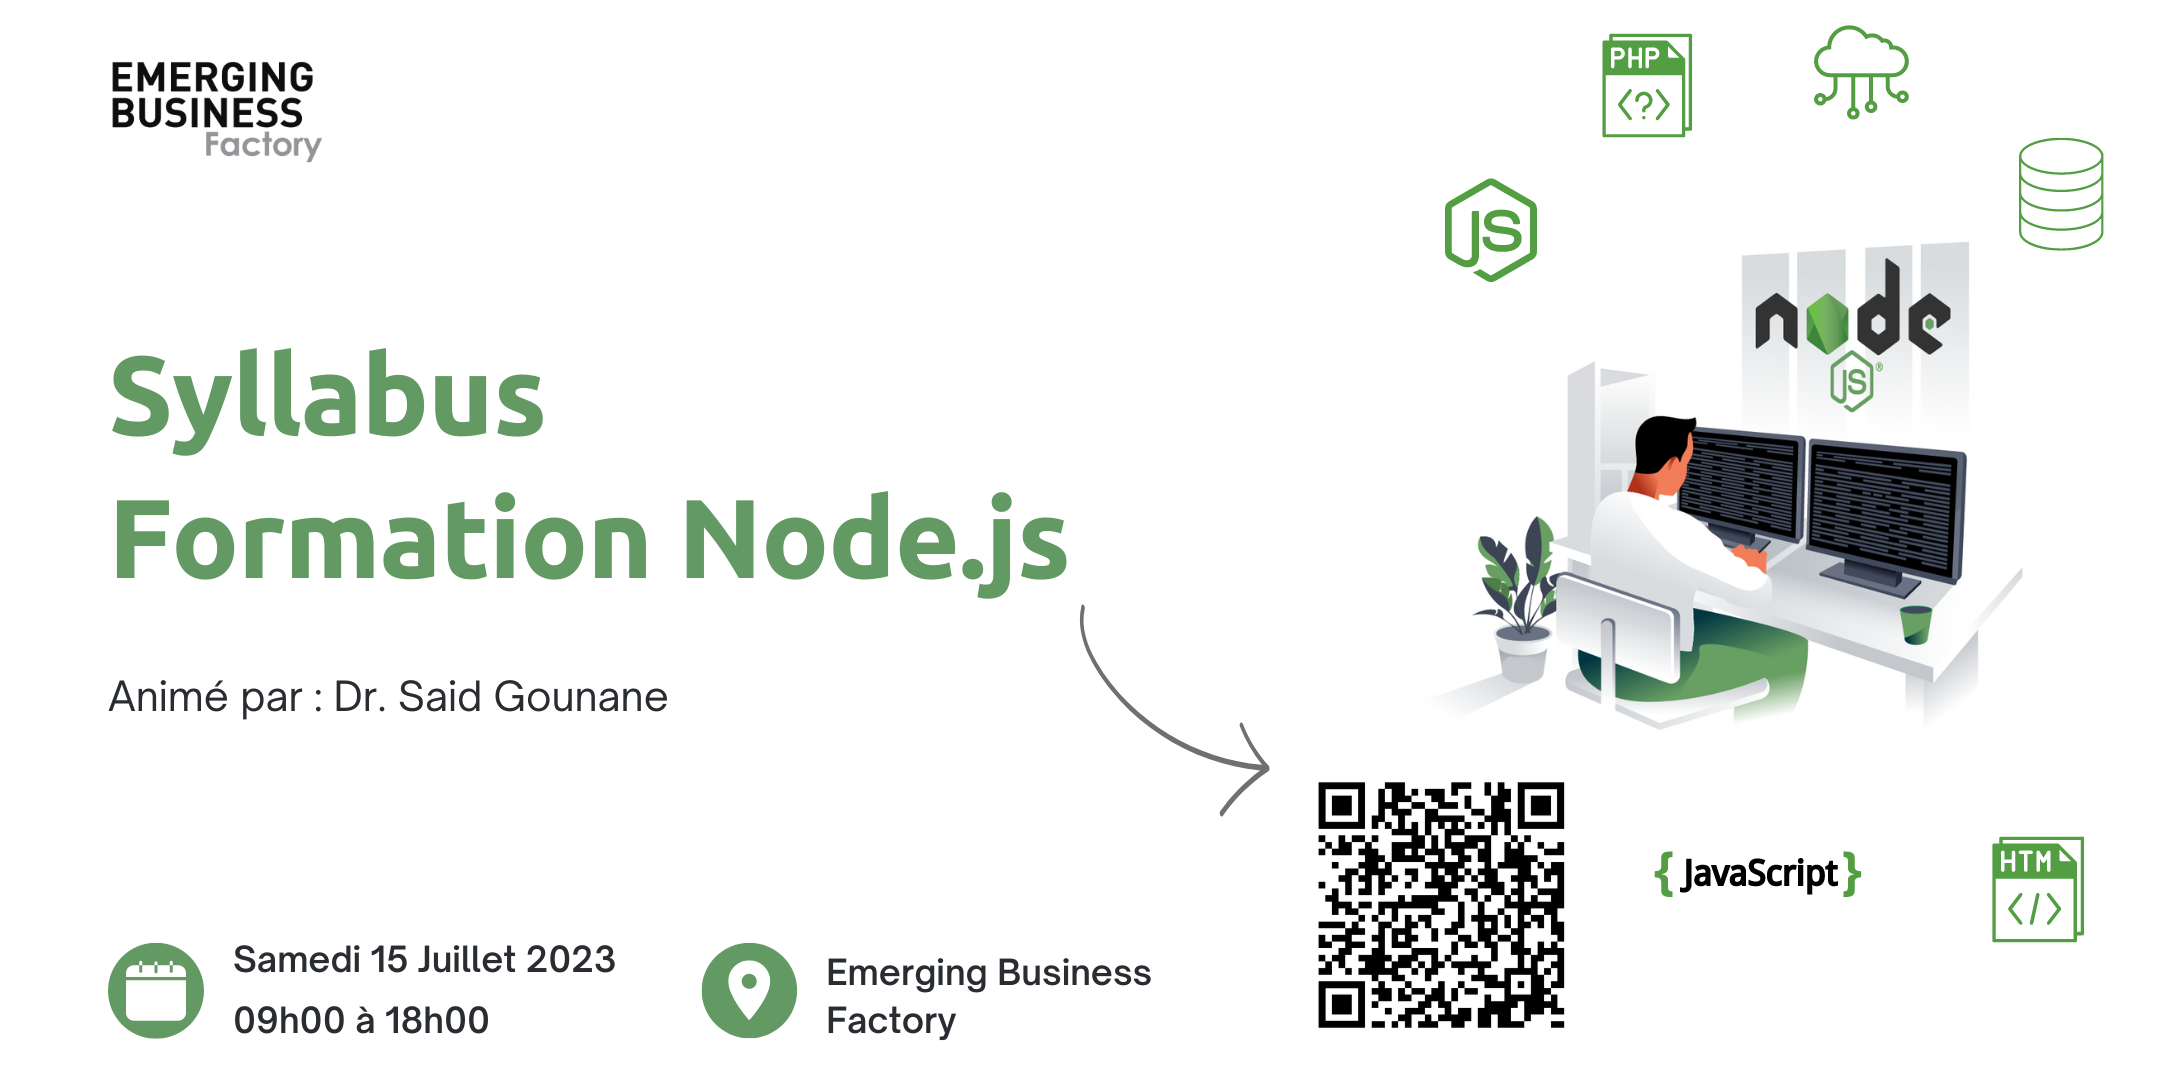 EMERGING
BUSINESS
Factory
PHP
<?>
JS
node
JS®
Syllabus
Formation Node.js
Animé par : Dr. Said Gounane
{ JavaScript }
HTM
</>
Samedi 15 Juillet 2023
09h00 à 18h00
Emerging Business
Factory